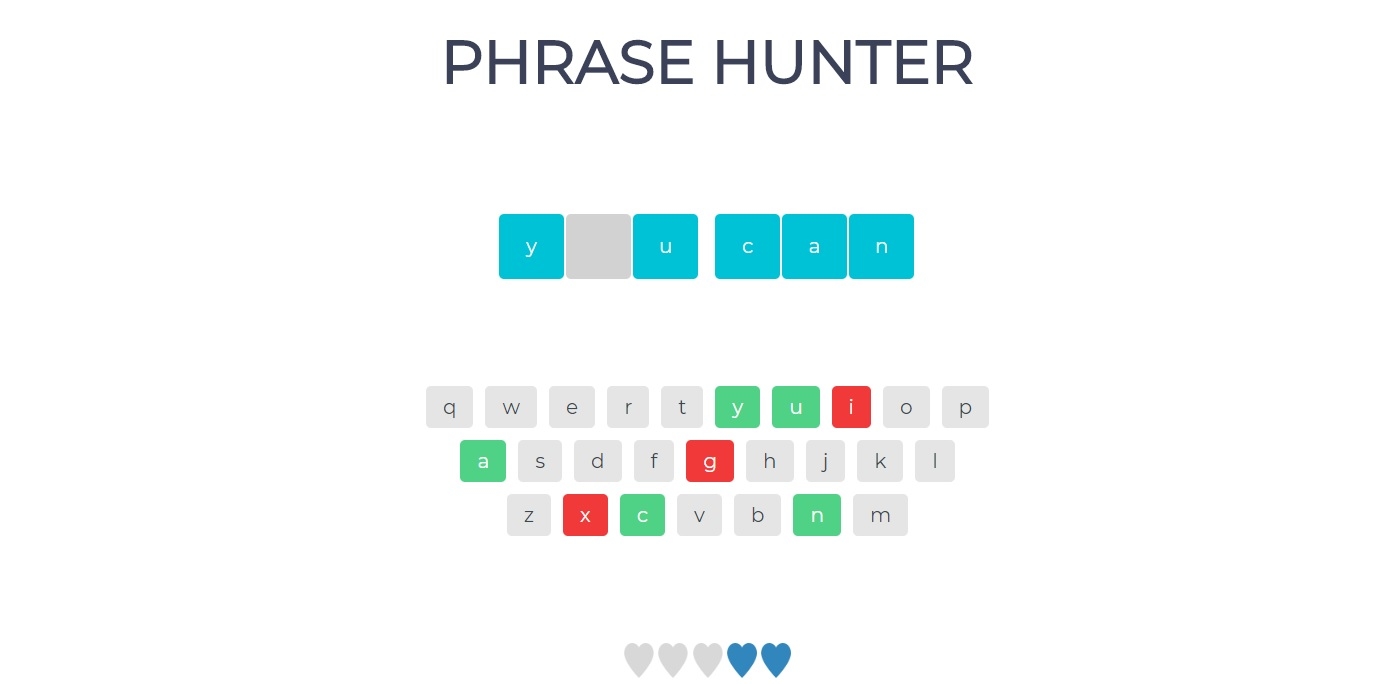 PHRASE HUNTER
y u c a n
q w e r t y u i o p
a s d f g h j k l
z x c v b n m